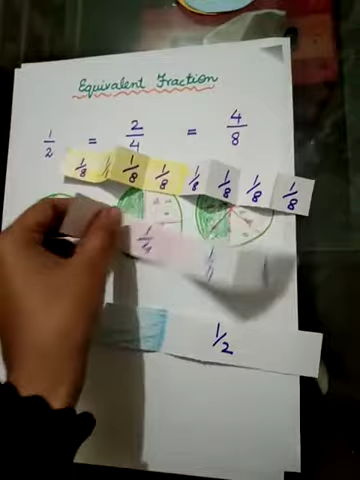 Equivalent Fraction
1/2 = 2/4 = 4/8
1/8 1/8 1/8 1/8 1/8 1/8 1/8
1/4
1/2